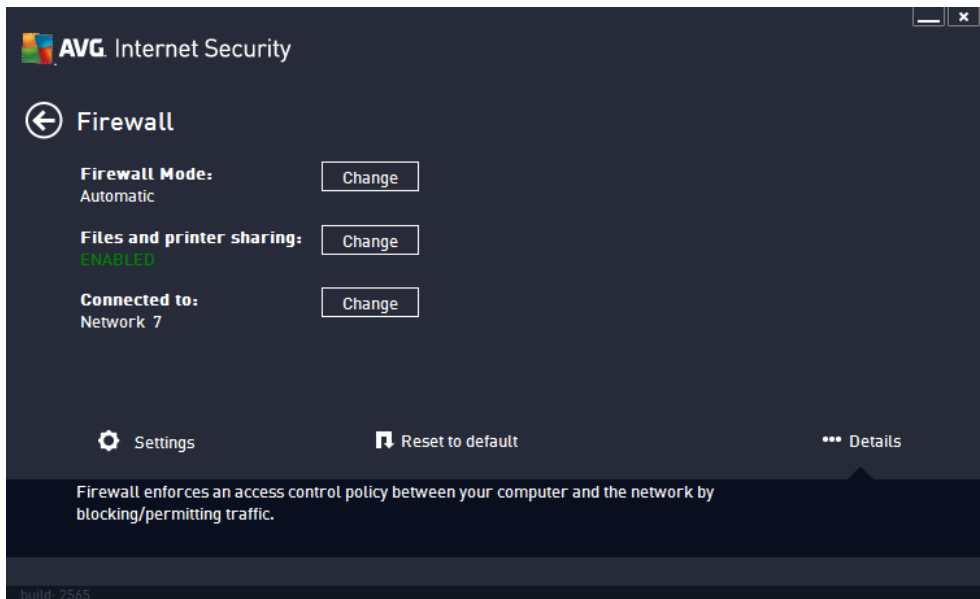 AVG. Internet Security
Firewall
Firewall Mode:
Automatic
Change
Files and printer sharing:
ENABLED
Change
Connected to:
Network 7
Change
Settings
Reset to default
Details
Firewall enforces an access control policy between your computer and the network by
blocking/permitting traffic.
build: 2565